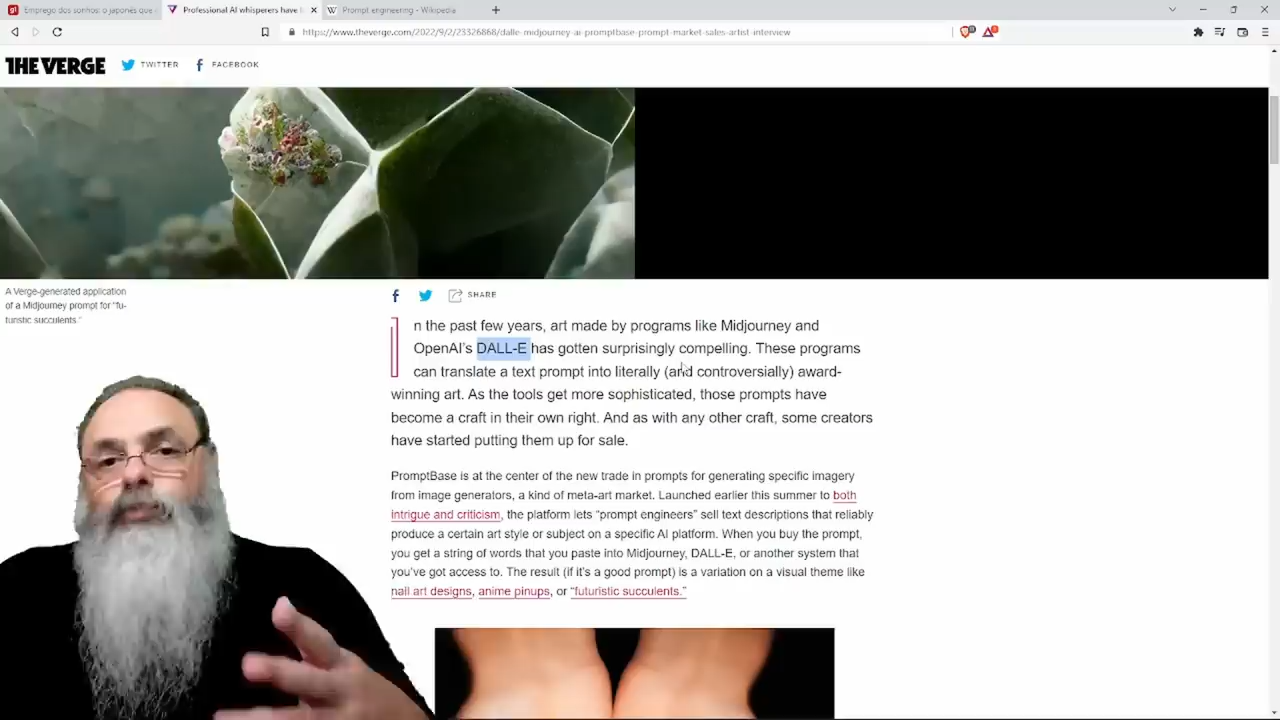 Emprego dos sonhos: o japonês que
Professional AI whisperers have
Prompt engineering - Wikipedia
https://www.theverge.com/2022/9/2/23326868/dalle-midjourney-ai-promptbase-prompt-market-sales-artist-interview
THE VERGE
TWITTER
FACEBOOK
A Verge-generated application
of a Midjourney prompt for “fu-
turistic succulents.”
SHARE
In the past few years, art made by programs like Midjourney and
OpenAI’s DALL-E has gotten surprisingly compelling. These programs
can translate a text prompt into literally (and controversially) award-
winning art. As the tools get more sophisticated, those prompts have
become a craft in their own right. And as with any other craft, some creators
have started putting them up for sale.
PromptBase is at the center of the new trade in prompts for generating specific imagery
from image generators, a kind of meta-art market. Launched earlier this summer to both
intrigue and criticism, the platform lets “prompt engineers” sell text descriptions that reliably
produce a certain art style or subject on a specific AI platform. When you buy the prompt,
you get a string of words that you paste into Midjourney, DALL-E, or another system that
you’ve got access to. The result (if it’s a good prompt) is a variation on a visual theme like
nail art designs, anime pinups, or “futuristic succulents.”